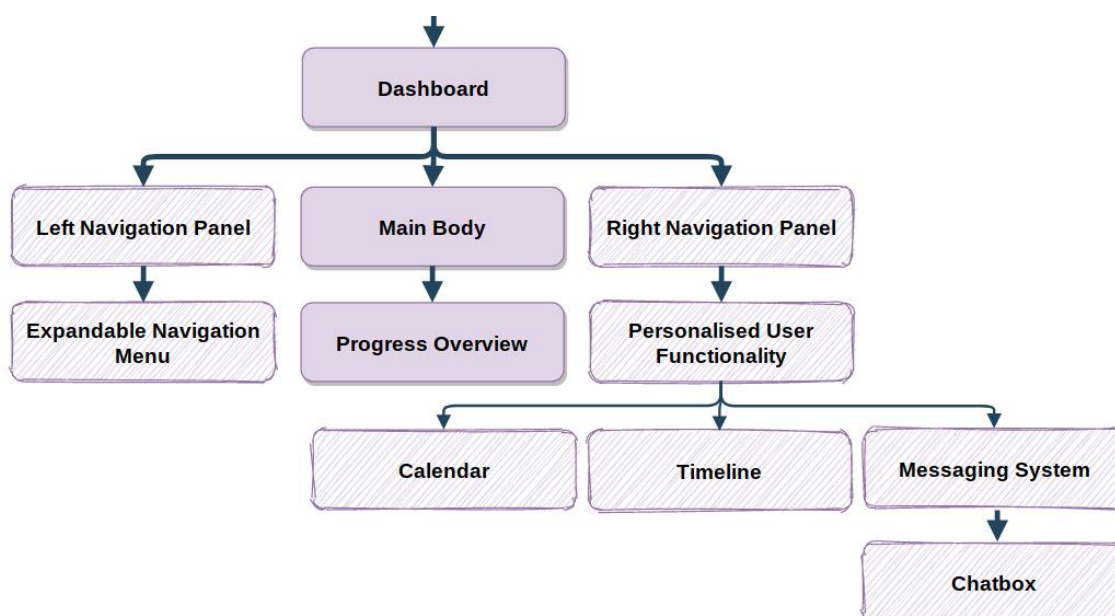 Dashboard
Left Navigation Panel
Main Body
Right Navigation Panel
Expandable Navigation
Menu
Progress Overview
Personalised User
Functionality
Calendar
Timeline
Messaging System
Chatbox